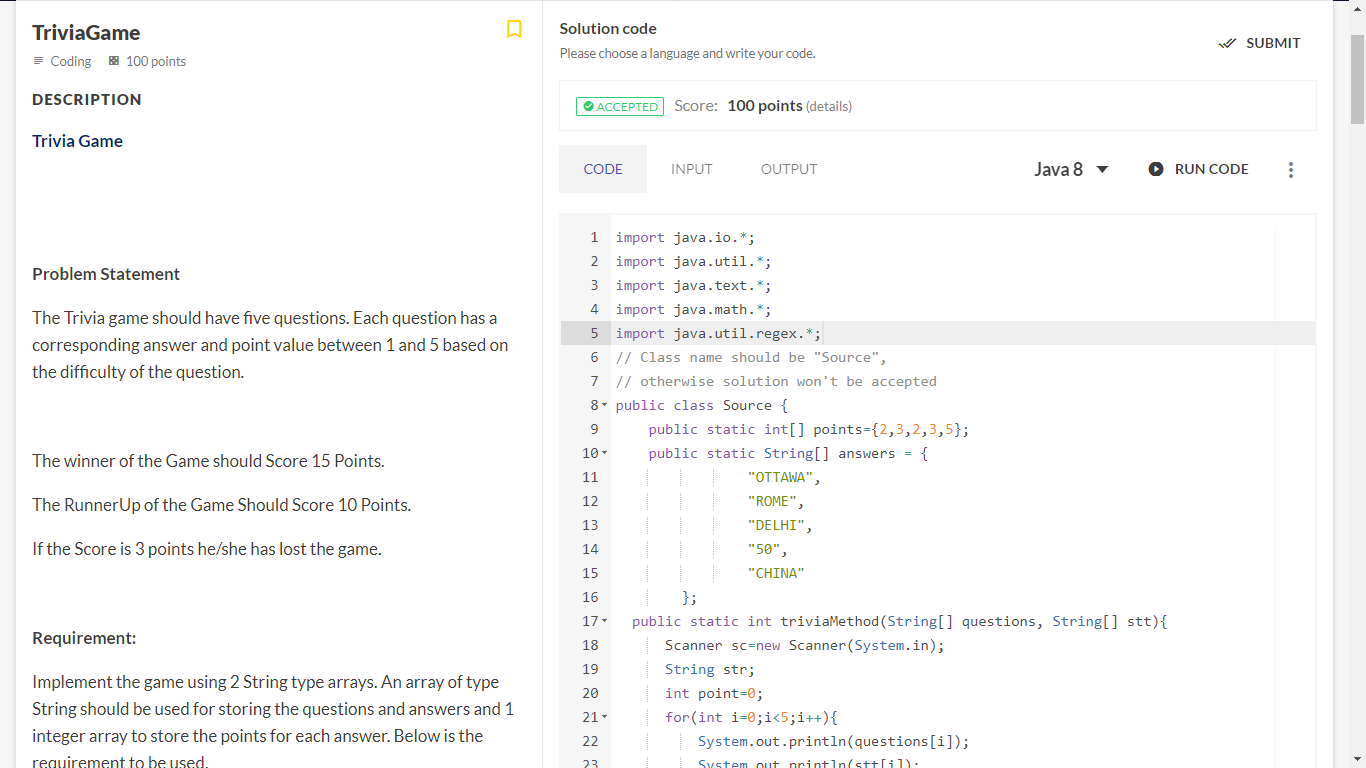 TriviaGame
Coding 100 points
DESCRIPTION
Trivia Game
Problem Statement
The Trivia game should have five questions. Each question has a
corresponding answer and point value between 1 and 5 based on
the difficulty of the question.
The winner of the Game should Score 15 Points.
The RunnerUp of the Game Should Score 10 Points.
If the Score is 3 points he/she has lost the game.
Requirement:
Implement the game using 2 String type arrays. An array of type
String should be used for storing the questions and answers and 1
integer array to store the points for each answer. Below is the
requirement to be used.
Solution code
Please choose a language and write your code.
SUBMIT
ACCEPTED Score: 100 points (details)
CODE INPUT OUTPUT Java 8 RUN CODE
1 import java.io.*;
2 import java.util.*;
3 import java.text.*;
4 import java.math.*;
5 import java.util.regex.*;
6 // Class name should be "Source",
7 // otherwise solution won't be accepted
8 public class Source {
9 public static int[] points={2,3,2,3,5};
10 public static String[] answers = {
11 "OTTAWA",
12 "ROME",
13 "DELHI",
14 "50",
15 "CHINA"
16 };
17 public static int triviaMethod(String[] questions, String[] stt){
18 Scanner sc=new Scanner(System.in);
19 String str;
20 int point=0;
21 for(int i=0;i<5;i++){
22 System.out.println(questions[i]);
23 System.out.println(stt[i]);